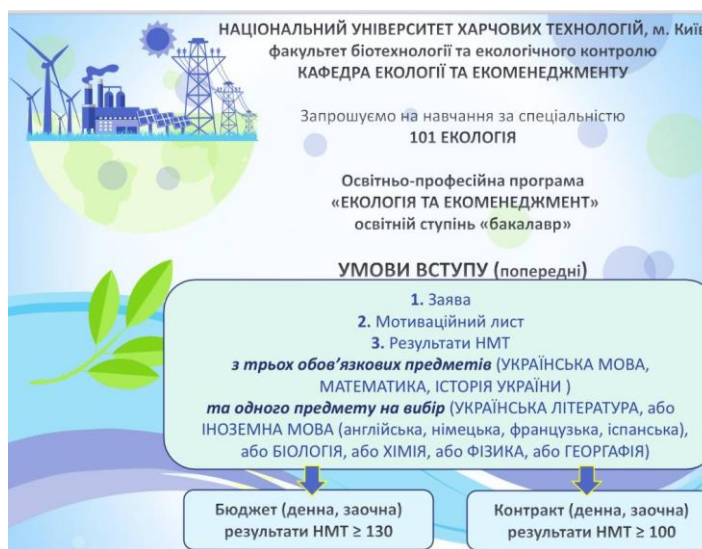 НАЦІОНАЛЬНИЙ УНІВЕРСИТЕТ ХАРЧОВИХ ТЕХНОЛОГІЙ, м. Київ
факультет біотехнології та екологічного контролю
КАФЕДРА ЕКОЛОГІЇ ТА ЕКОМЕНЕДЖМЕНТУ
Запрошуємо на навчання за спеціальністю
101 ЕКОЛОГІЯ
Освітньо-професійна програма
«ЕКОЛОГІЯ ТА ЕКОМЕНЕДЖМЕНТ»
освітній ступінь «бакалавр»
УМОВИ ВСТУПУ (попередні)
1. Заява
2. Мотиваційний лист
3. Результати НМТ
з трьох обов’язкових предметів (УКРАЇНСЬКА МОВА,
МАТЕМАТИКА, ІСТОРІЯ УКРАЇНИ )
та одного предмету на вибір (УКРАЇНСЬКА ЛІТЕРАТУРА, або
ІНОЗЕМНА МОВА (англійська, німецька, французька, іспанська),
або БІОЛОГІЯ, або ХІМІЯ, або ФІЗИКА, або ГЕОРГАФІЯ)
Бюджет (денна, заочна)
результати НМТ ≥ 130
Контракт (денна, заочна)
результати НМТ ≥ 100